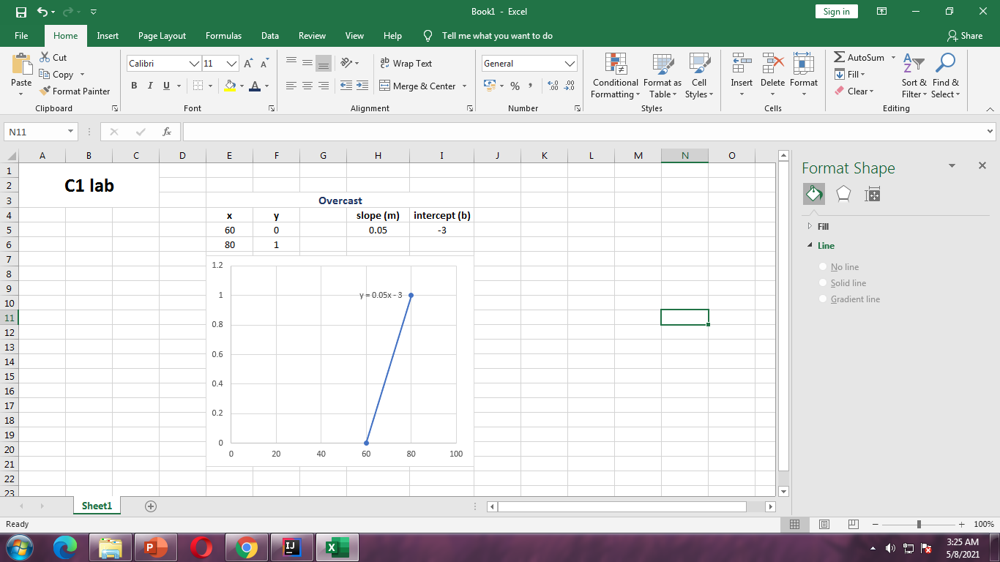 Book1 - Excel
Sign in
File Home Insert Page Layout Formulas Data Review View Help Tell me what you want to do Share
Paste
Cut
Copy
Format Painter
Clipboard
Calibri 11
B I U
Font
ab Wrap Text
Merge & Center
Alignment
General
% , .00 .0
Number
Conditional Formatting
Format as Table
Cell Styles
Styles
Insert Delete Format
Cells
AutoSum
Fill
Clear
Sort & Filter
Find & Select
Editing
N11 fx
A B C D E F G H I J K L M N O
1
2 C1 lab
3 Overcast
4 x y slope (m) intercept (b)
5 60 0 0.05 -3
6 80 1
7
8
9
10
11
12
13
14
15
16
17
18
19
20
21
22
23
1.2
1
y = 0.05x - 3
0.8
0.6
0.4
0.2
0
0 20 40 60 80 100
Format Shape
Fill
Line
No line
Solid line
Gradient line
Sheet1
Ready
100%
3:25 AM
5/8/2021